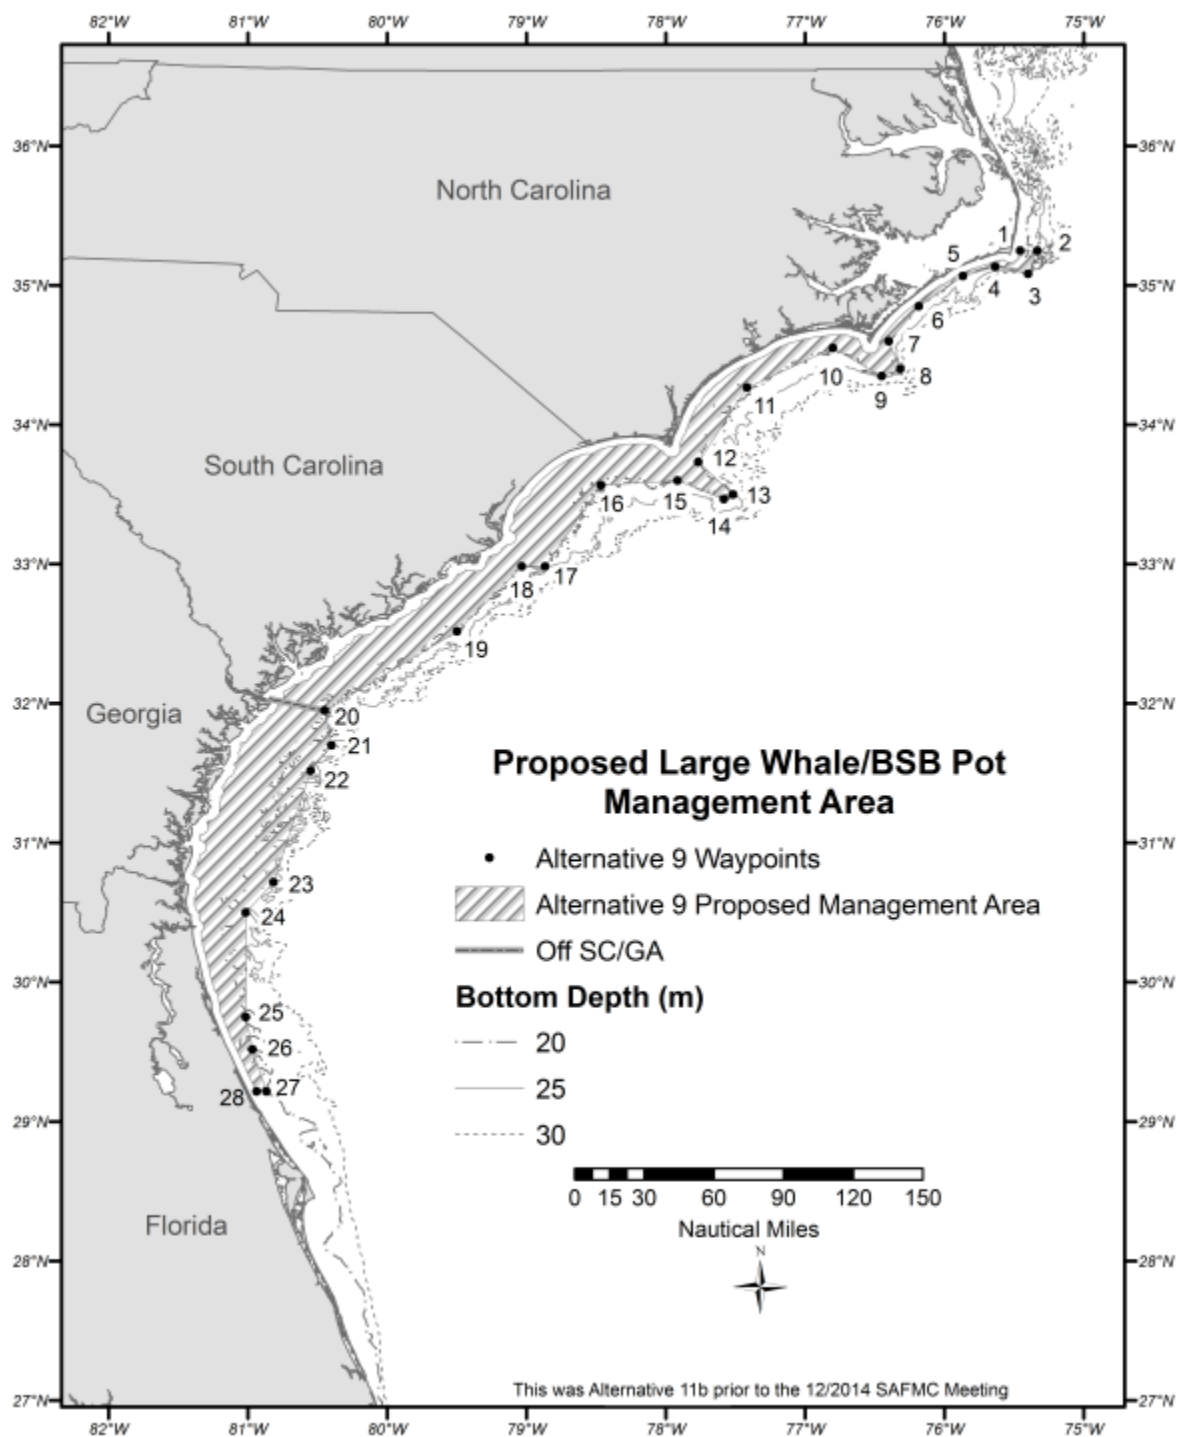 82°W 81°W 80°W 79°W 78°W 77°W 76°W 75°W
36°N 36°N
North Carolina
1 2
5
35°N 35°N
4 3
6
7
10 8
9
11
34°N 34°N
South Carolina
12
16 15 13
14
33°N 33°N
18 17
19
32°N 32°N
Georgia
20
21
22
Proposed Large Whale/BSB Pot
Management Area
31°N 31°N
Alternative 9 Waypoints
23
Alternative 9 Proposed Management Area
24
Off SC/GA
30°N 30°N
Bottom Depth (m)
25
26
20
27
28
25
29°N 29°N
30
0 15 30 60 90 120 150
Nautical Miles
Florida
N
28°N 28°N
This was Alternative 11b prior to the 12/2014 SAFMC Meeting
27°N 27°N
82°W 81°W 80°W 79°W 78°W 77°W 76°W 75°W